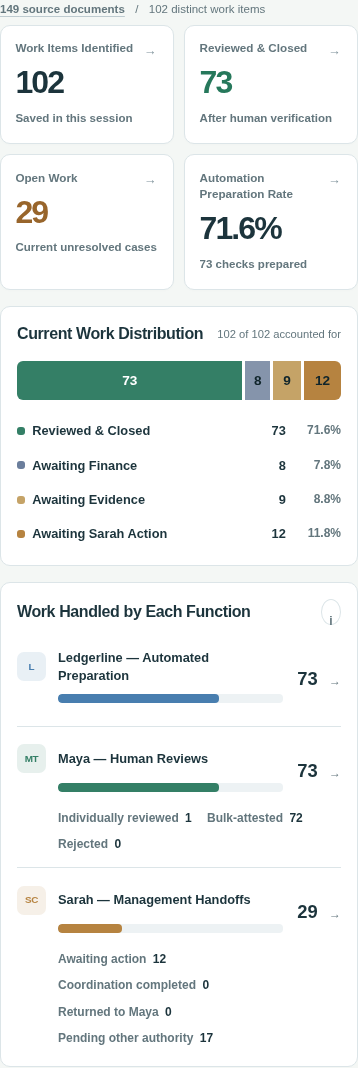 149 source documents / 102 distinct work items
Work Items Identified →
102
Saved in this session
Reviewed & Closed →
73
After human verification
Open Work →
29
Current unresolved cases
Automation
Preparation Rate →
71.6%
73 checks prepared
Current Work Distribution 102 of 102 accounted for
73 8 9 12
Reviewed & Closed 73 71.6%
Awaiting Finance 8 7.8%
Awaiting Evidence 9 8.8%
Awaiting Sarah Action 12 11.8%
Work Handled by Each Function i
L Ledgerline — Automated
Preparation
73 →
MT Maya — Human Reviews
73 →
Individually reviewed 1 Bulk-attested 72
Rejected 0
SC Sarah — Management Handoffs
29 →
Awaiting action 12
Coordination completed 0
Returned to Maya 0
Pending other authority 17